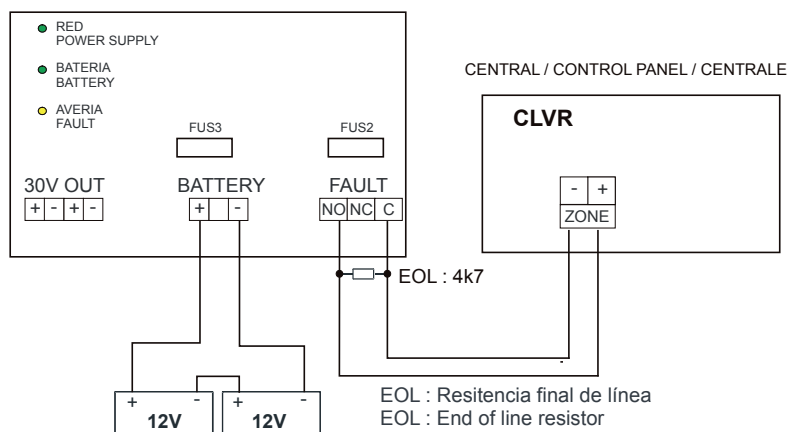 RED
POWER SUPPLY
BATERIA
BATTERY
AVERIA
FAULT
FUS3
FUS2
30V OUT
+ - + -
BATTERY
+ -
FAULT
NO NC C
CENTRAL / CONTROL PANEL / CENTRALE
CLVR
- +
ZONE
EOL : 4k7
+ - + -
12V 12V
EOL : Resitencia final de línea
EOL : End of line resistor